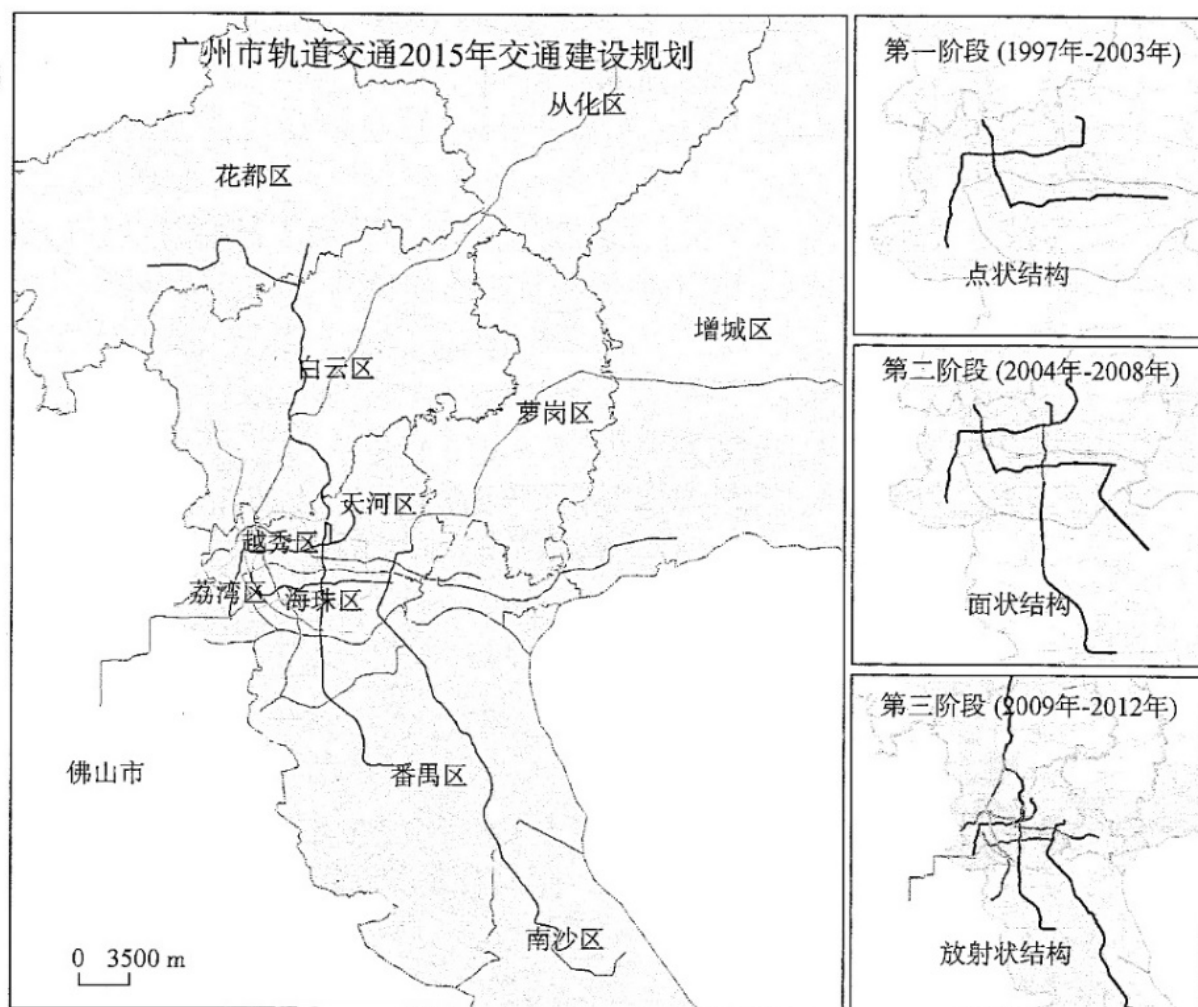 广州市轨道交通2015年交通建设规划
从化区
花都区
增城区
白云区
萝岗区
天河区
越秀区
荔湾区
海珠区
佛山市
番禺区
南沙区
0 3500 m
第一阶段 (1997年-2003年)
点状结构
第二阶段 (2004年-2008年)
面状结构
第三阶段 (2009年-2012年)
放射状结构